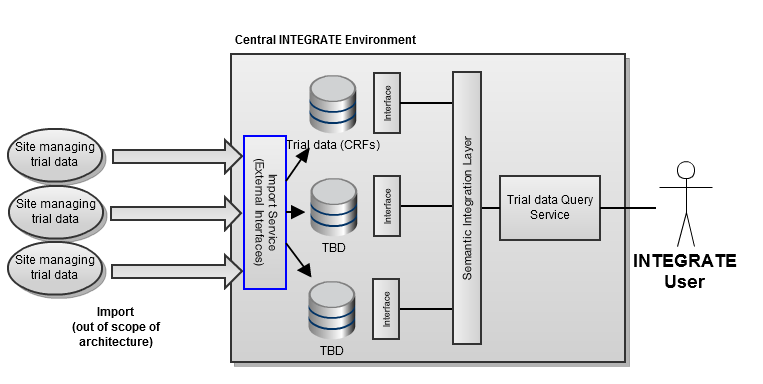 Central INTEGRATE Environment
Site managing
trial data
Site managing
trial data
Site managing
trial data
Import
(out of scope of
architecture)
Import Service
(External Interfaces)
Trial data (CRFs)
TBD
TBD
Interface
Interface
Interface
Semantic Integration Layer
Trial data Query
Service
INTEGRATE
User